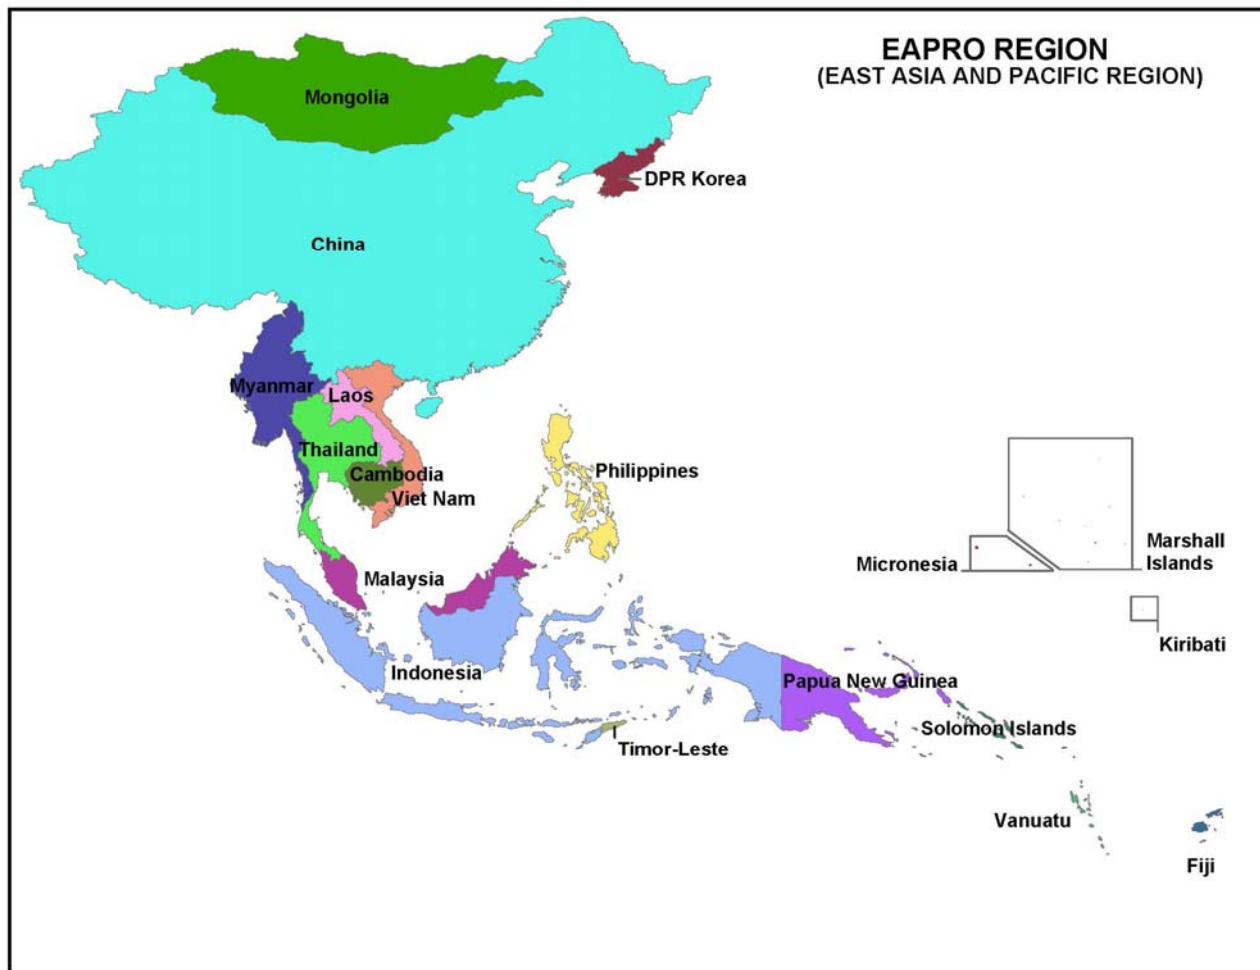 EAPRO REGION
(EAST ASIA AND PACIFIC REGION)
Mongolia
DPR Korea
China
Myanmar
Laos
Thailand
Cambodia
Viet Nam
Philippines
Malaysia
Micronesia
Marshall
Islands
Kiribati
Indonesia
Papua New Guinea
Solomon Islands
Timor-Leste
Vanuatu
Fiji